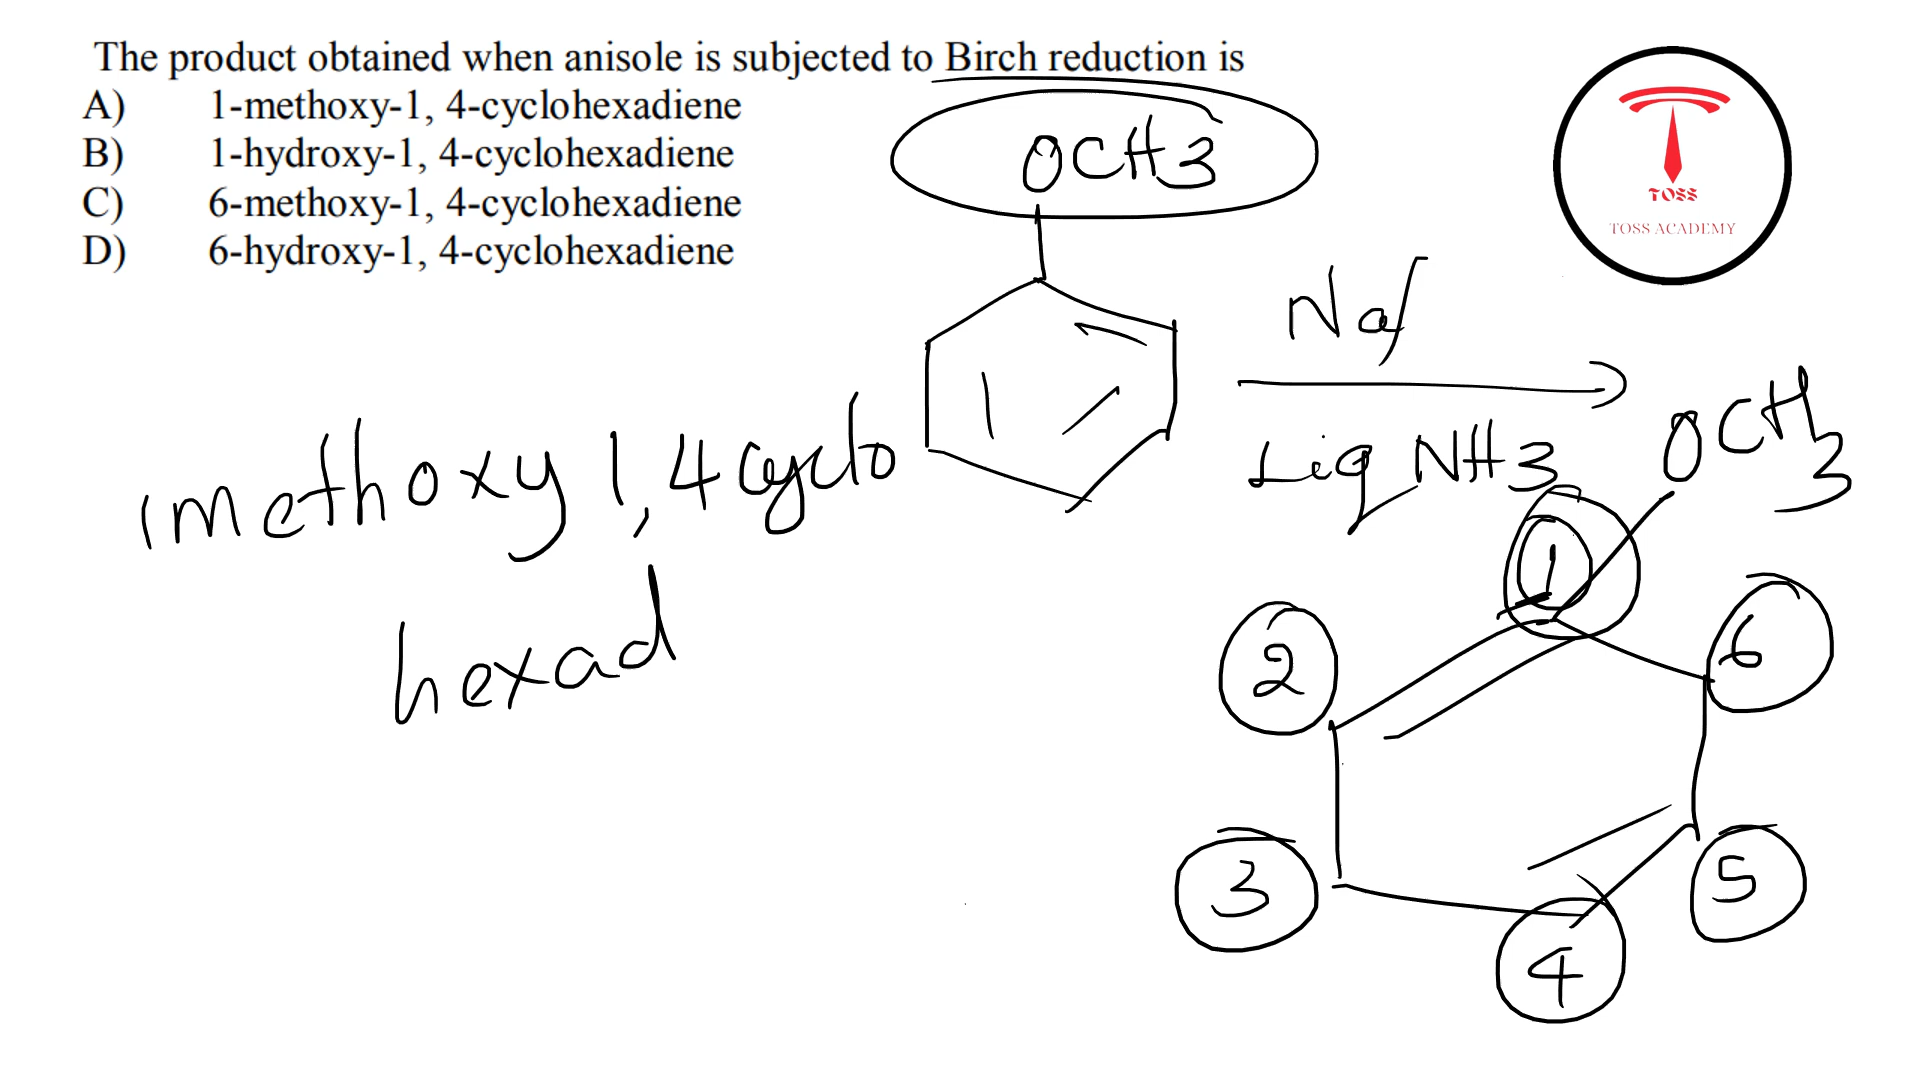 The product obtained when anisole is subjected to Birch reduction is
A) 1-methoxy-1, 4-cyclohexadiene
B) 1-hydroxy-1, 4-cyclohexadiene
C) 6-methoxy-1, 4-cyclohexadiene
D) 6-hydroxy-1, 4-cyclohexadiene
TOSS
TOSS ACADEMY
OCH3
Na/
Liq NH3
OCH3
1methoxy 1,4 cyclo
hexad
1
2
6
3
5
4